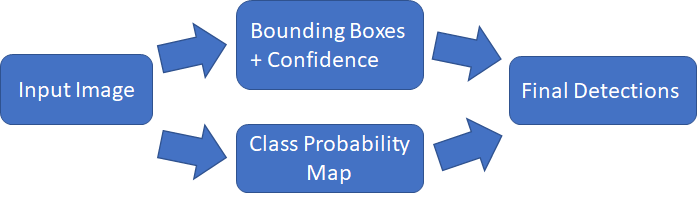 Input Image
Bounding Boxes
+ Confidence
Class Probability
Map
Final Detections